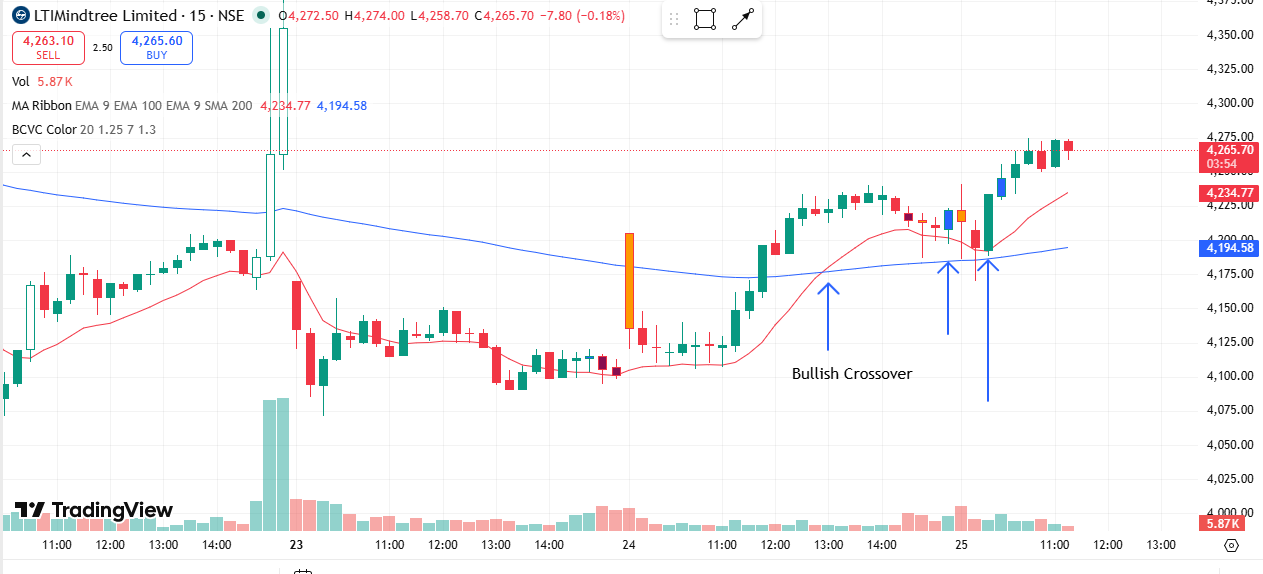 LTIMindtree Limited · 15 · NSE O4,272.50 H4,274.00 L4,258.70 C4,265.70 −7.80 (−0.18%)
4,263.10 2.50 4,265.60
SELL BUY
Vol 5.87K
MA Ribbon EMA 9 EMA 100 EMA 9 SMA 200 4,234.77 4,194.58
BCVC Color 20 1.25 7 1.3
4,350.00
4,325.00
4,300.00
4,275.00
4,265.70
03:54
4,234.77
4,225.00
4,200.00
4,194.58
4,175.00
4,150.00
4,125.00
4,100.00
4,075.00
4,050.00
4,025.00
4,000.00
5.87K
Bullish Crossover
TradingView
11:00 12:00 13:00 14:00 23 11:00 12:00 13:00 14:00 24 11:00 12:00 13:00 14:00 25 11:00 12:00 13:00